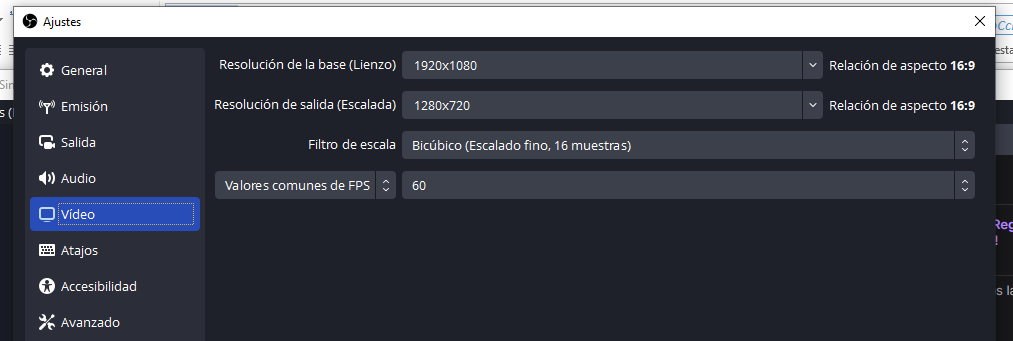 Ajustes
General
Emisión
Salida
Audio
Vídeo
Atajos
Accesibilidad
Avanzado
Resolución de la base (Lienzo) 1920x1080 Relación de aspecto 16:9
Resolución de salida (Escalada) 1280x720 Relación de aspecto 16:9
Filtro de escala Bicúbico (Escalado fino, 16 muestras)
Valores comunes de FPS 60